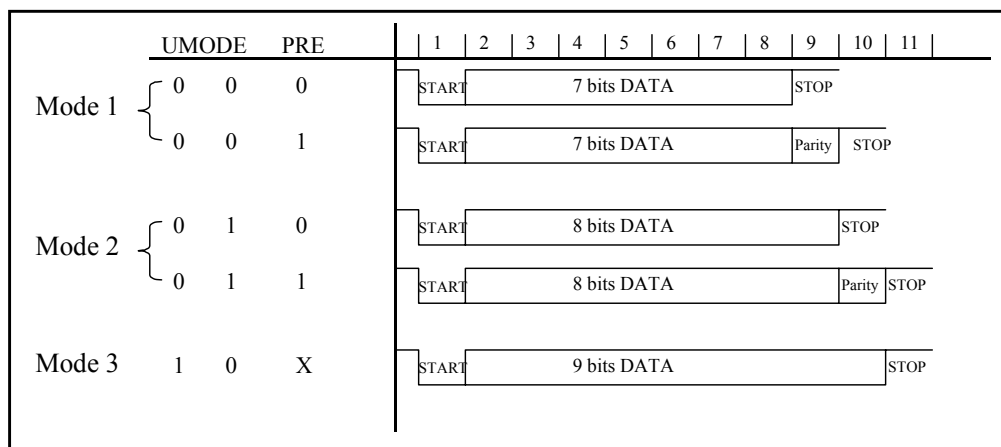 UMODE PRE 1 2 3 4 5 6 7 8 9 10 11
Mode 1
0 0 0 START 7 bits DATA STOP
0 0 1 START 7 bits DATA Parity STOP
Mode 2
0 1 0 START 8 bits DATA STOP
0 1 1 START 8 bits DATA Parity STOP
Mode 3 1 0 X START 9 bits DATA STOP